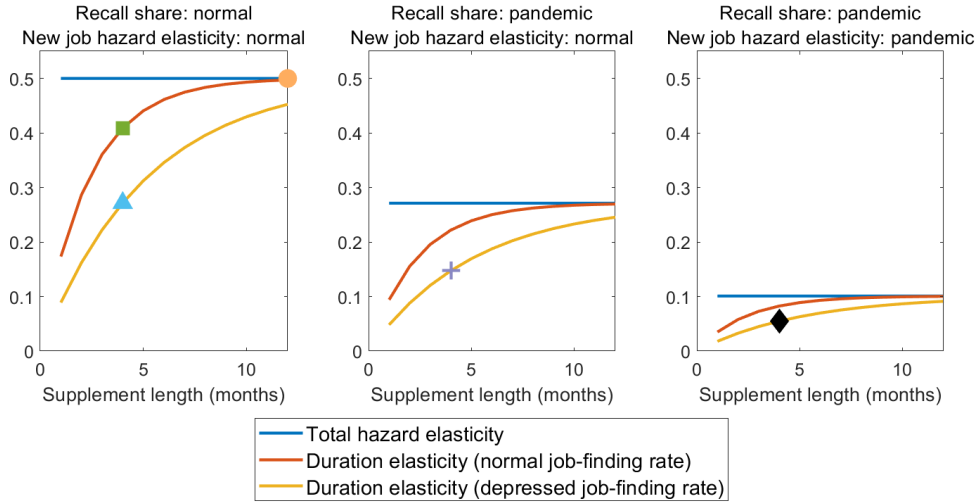 Recall share: normal
New job hazard elasticity: normal
Recall share: pandemic
New job hazard elasticity: normal
Recall share: pandemic
New job hazard elasticity: pandemic
0.5
0.4
0.3
0.2
0.1
0
0 5 10
Supplement length (months)
0.5
0.4
0.3
0.2
0.1
0
0 5 10
Supplement length (months)
0.5
0.4
0.3
0.2
0.1
0
0 5 10
Supplement length (months)
Total hazard elasticity
Duration elasticity (normal job-finding rate)
Duration elasticity (depressed job-finding rate)